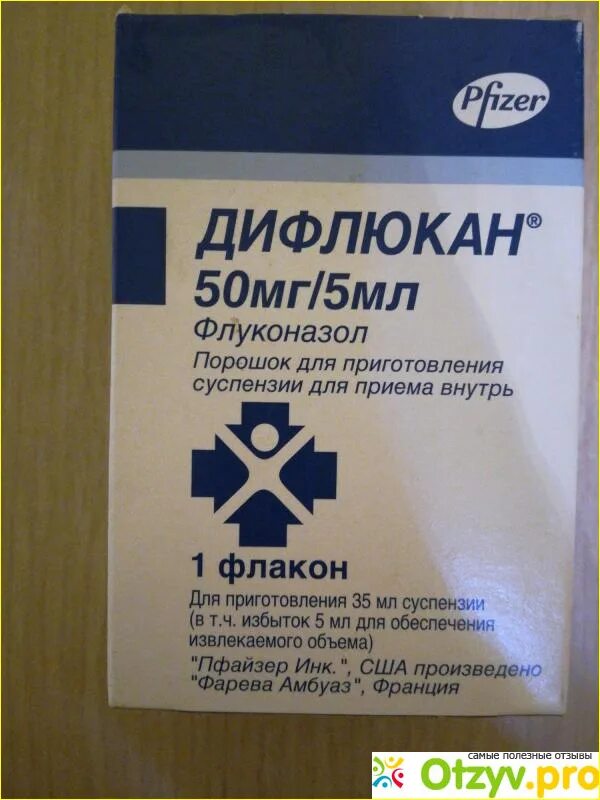 Pfizer
ДИФЛЮКАН®
50мг/5мл
Флуконазол
Порошок для приготовления
суспензии для приема внутрь
1 флакон
Для приготовления 35 мл суспензии
(в т.ч. избыток 5 мл для обеспечения
извлекаемого объема)
"Пфайзер Инк.", США произведено
"Фарева Амбуаз", Франция
самые полезные отзывы
Otzyv.pro